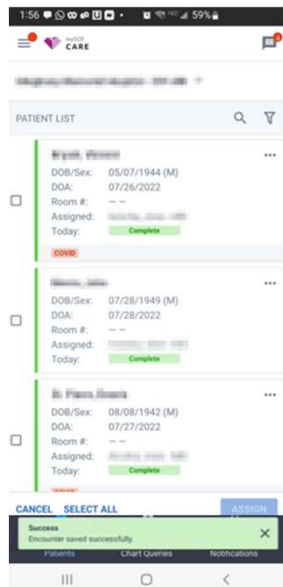 1:56
59%
mySCP
CARE
PATIENT LIST
DOB/Sex: 05/07/1944 (M)
DOA: 07/26/2022
Room #: – –
Assigned:
Today: Complete
COVID
DOB/Sex: 07/28/1949 (M)
DOA: 07/28/2022
Room #: – –
Assigned:
Today: Complete
DOB/Sex: 08/08/1942 (M)
DOA: 07/27/2022
Room #: – –
Assigned:
Today: Complete
CANCEL SELECT ALL ASSIGN
Success
Encounter saved successfully.
Patients Chart Queries Notifications